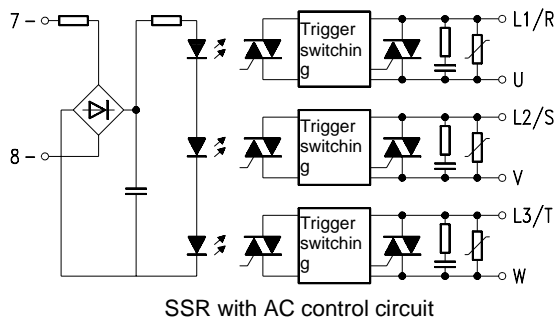 7-
L1/R
Trigger
switchin
g
U
L2/S
8-
Trigger
switchin
g
V
L3/T
Trigger
switchin
g
W
SSR with AC control circuit